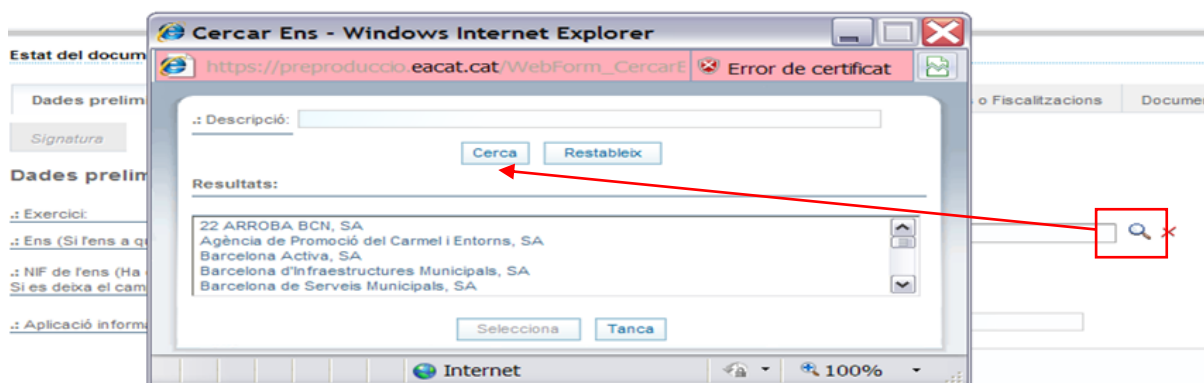 Cercar Ens - Windows Internet Explorer
Estat del docum
https://preproduccio.eacat.cat/WebForm_CercarE Error de certificat
Dades prelim
o Fiscalitzacions Docume
.: Descripció:
Signatura
Cerca Restableix
Dades prelim
Resultats:
.: Exercici:
22 ARROBA BCN, SA
.: Ens (Si l'ens a qu
Agència de Promoció del Carmel i Entorns, SA
Barcelona Activa, SA
.: NIF de l'ens (Ha
Barcelona d'Infraestructures Municipals, SA
Si es deixa el cam
Barcelona de Serveis Municipals, SA
.: Aplicació informa
Selecciona Tanca
Internet 100%